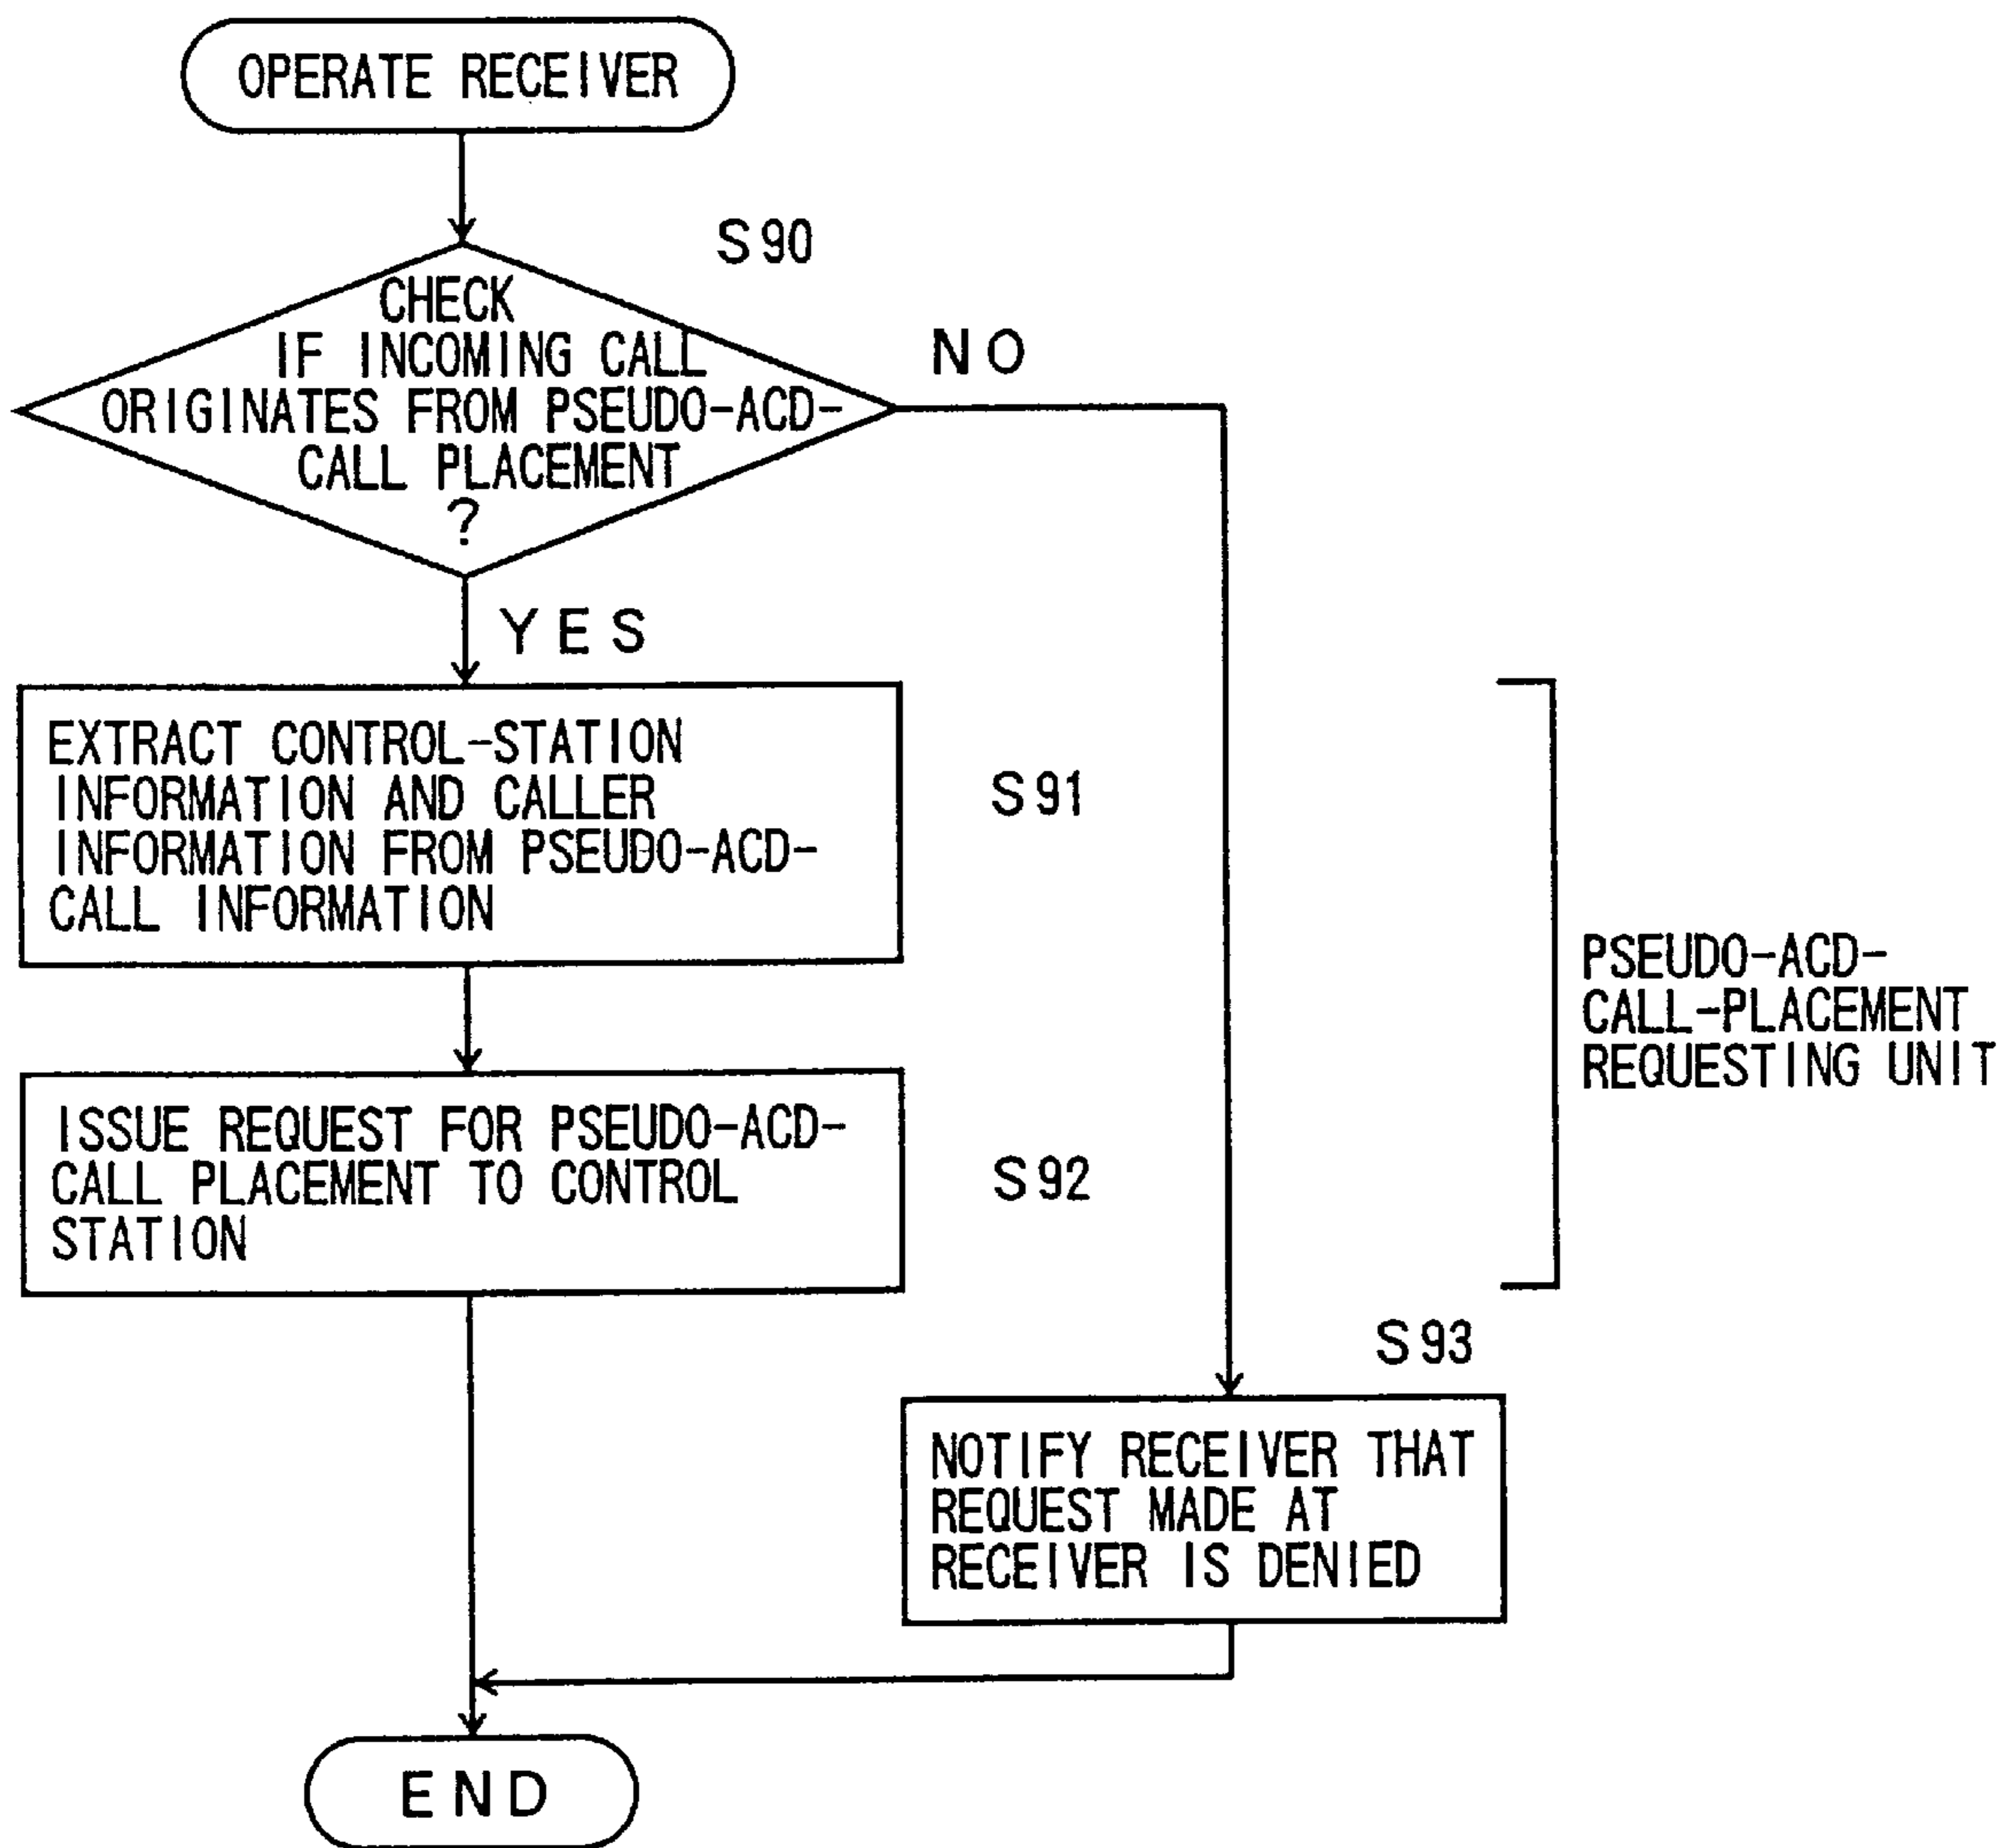 OPERATE RECEIVER
S90
CHECK
IF INCOMING CALL
ORIGINATES FROM PSEUDO-ACD-
CALL PLACEMENT
?
NO
YES
EXTRACT CONTROL-STATION
INFORMATION AND CALLER
INFORMATION FROM PSEUDO-ACD-
CALL INFORMATION
S91
PSEUDO-ACD-
CALL-PLACEMENT
REQUESTING UNIT
ISSUE REQUEST FOR PSEUDO-ACD-
CALL PLACEMENT TO CONTROL
STATION
S92
S93
NOTIFY RECEIVER THAT
REQUEST MADE AT
RECEIVER IS DENIED
END